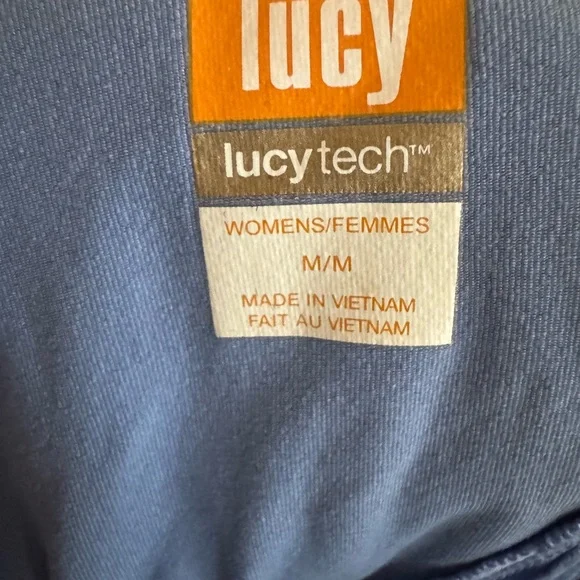 lucy
lucytech™
WOMENS/FEMMES
M/M
MADE IN VIETNAM
FAIT AU VIETNAM